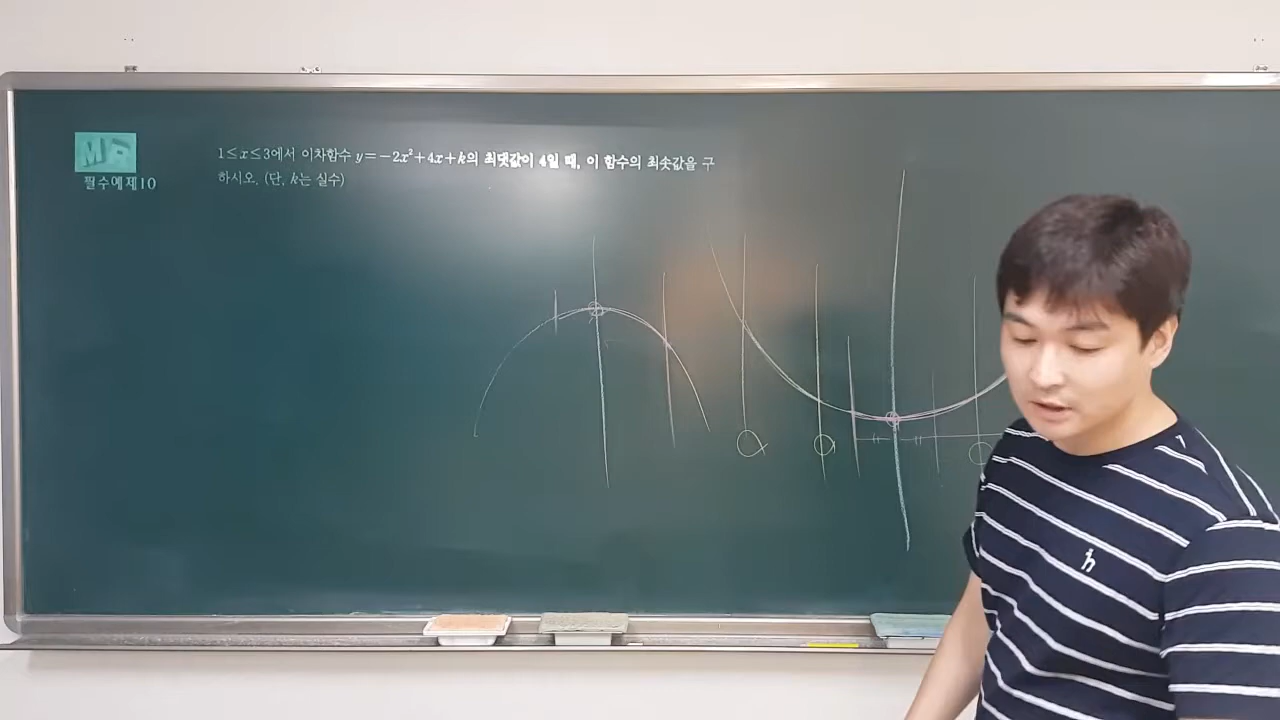 1≤x≤3에서 이차함수 y=-2x²+4x+k의 최댓값이 4일 때, 이 함수의 최솟값을 구
하시오. (단, k는 실수)
필수예제10
a a